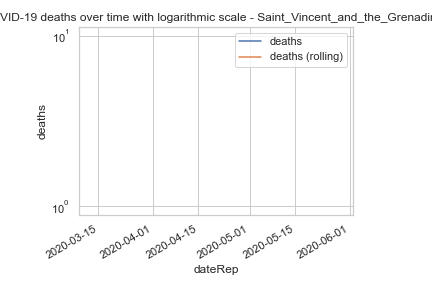 VID-19 deaths over time with logarithmic scale - Saint_Vincent_and_the_Grenadi
deaths
deaths (rolling)
10^1
10^0
deaths
2020-03-15
2020-04-01
2020-04-15
2020-05-01
2020-05-15
2020-06-01
dateRep